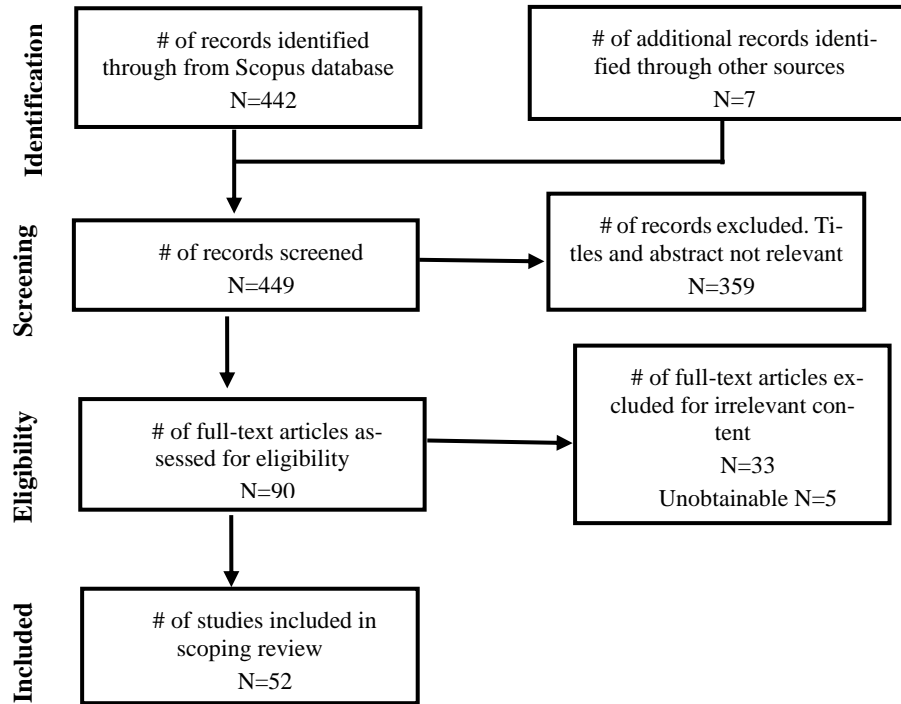 Identification
# of records identified
through from Scopus database
N=442
# of additional records identi-
fied through other sources
N=7
Screening
# of records screened
N=449
# of records excluded. Ti-
tles and abstract not relevant
N=359
Eligibility
# of full-text articles as-
sessed for eligibility
N=90
# of full-text articles ex-
cluded for irrelevant con-
tent
N=33
Unobtainable N=5
Included
# of studies included in
scoping review
N=52